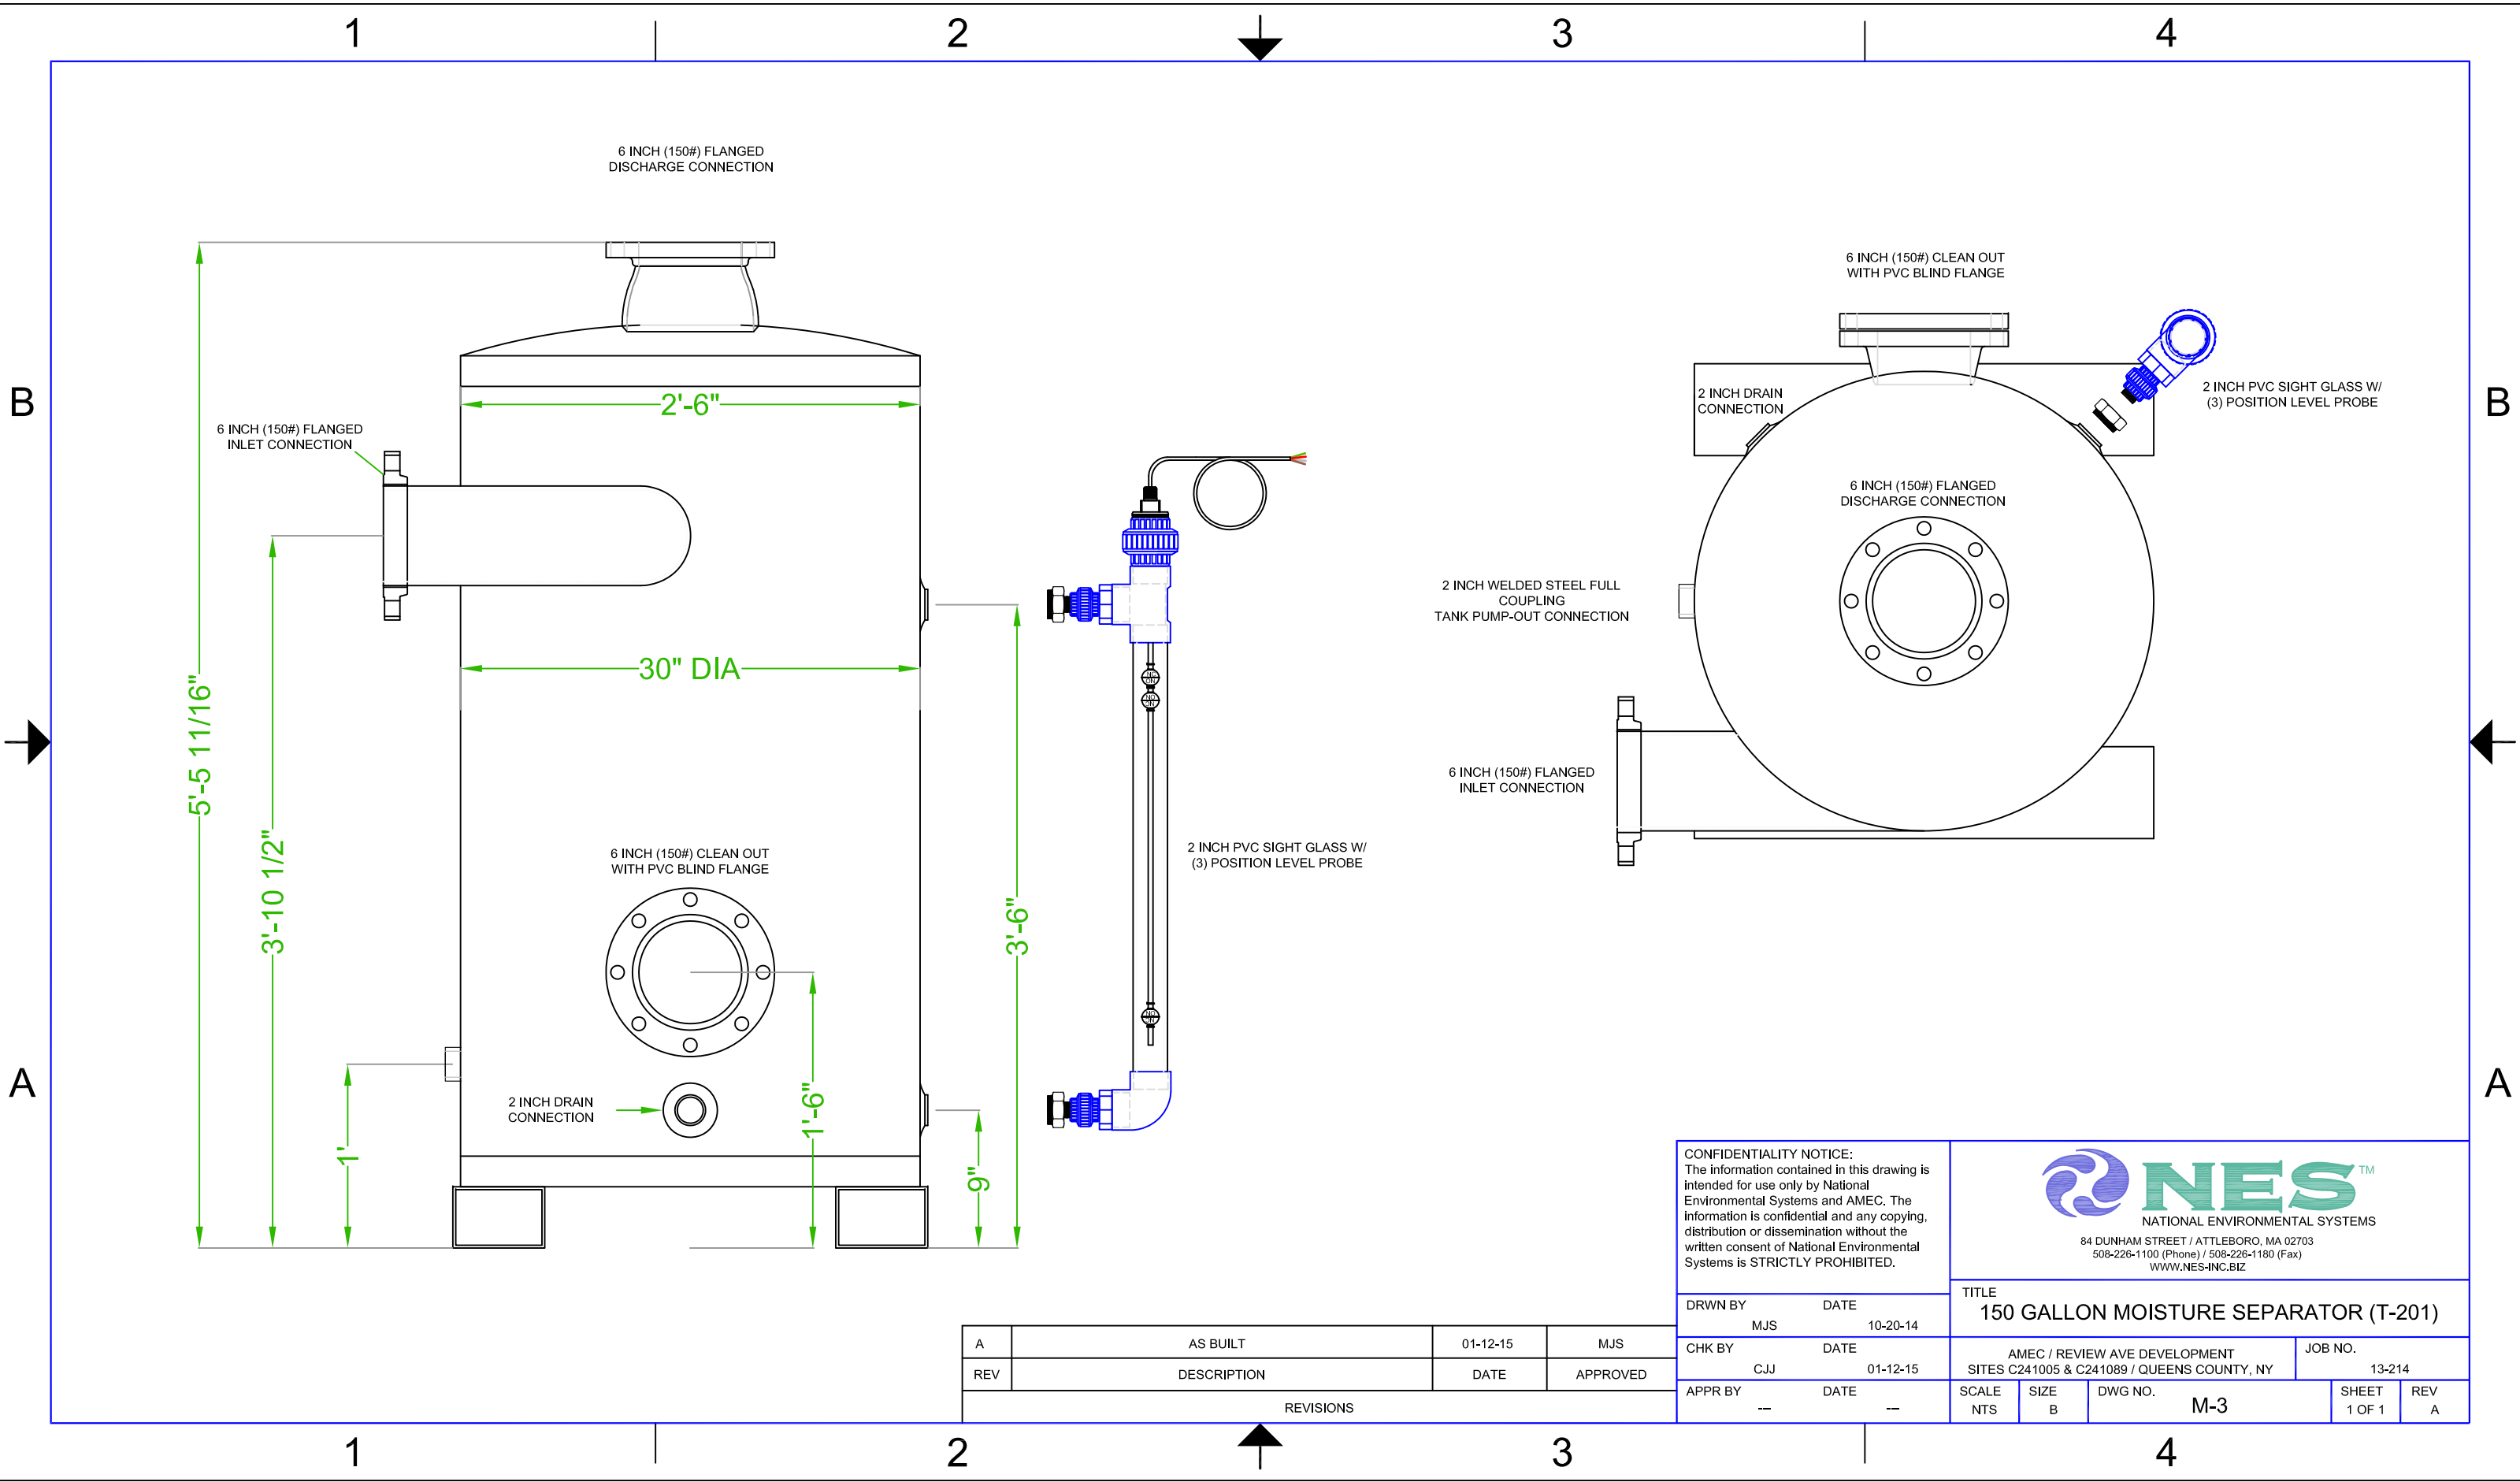 1
2
3
4
B
B
A
A
1
2
3
4
6 INCH (150#) FLANGED
DISCHARGE CONNECTION
6 INCH (150#) FLANGED
INLET CONNECTION
2'-6"
30" DIA
5'-5 11/16"
3'-10 1/2"
1'
6 INCH (150#) CLEAN OUT
WITH PVC BLIND FLANGE
2 INCH DRAIN
CONNECTION
1'-6"
9"
3'-6"
2 INCH PVC SIGHT GLASS W/
(3) POSITION LEVEL PROBE
6 INCH (150#) CLEAN OUT
WITH PVC BLIND FLANGE
2 INCH DRAIN
CONNECTION
2 INCH PVC SIGHT GLASS W/
(3) POSITION LEVEL PROBE
6 INCH (150#) FLANGED
DISCHARGE CONNECTION
2 INCH WELDED STEEL FULL
COUPLING
TANK PUMP-OUT CONNECTION
6 INCH (150#) FLANGED
INLET CONNECTION
CONFIDENTIALITY NOTICE:
The information contained in this drawing is
intended for use only by National
Environmental Systems and AMEC. The
information is confidential and any copying,
distribution or dissemination without the
written consent of National Environmental
Systems is STRICTLY PROHIBITED.
NES TM
NATIONAL ENVIRONMENTAL SYSTEMS
84 DUNHAM STREET / ATTLEBORO, MA 02703
508-226-1100 (Phone) / 508-226-1180 (Fax)
WWW.NES-INC.BIZ
TITLE
150 GALLON MOISTURE SEPARATOR (T-201)
DRWN BY DATE
MJS 10-20-14
CHK BY DATE
CJJ 01-12-15
APPR BY DATE
--- ---
AMEC / REVIEW AVE DEVELOPMENT
SITES C241005 & C241089 / QUEENS COUNTY, NY
JOB NO.
13-214
SCALE
NTS
SIZE
B
DWG NO.
M-3
SHEET
1 OF 1
REV
A
A AS BUILT 01-12-15 MJS
REV DESCRIPTION DATE APPROVED
REVISIONS